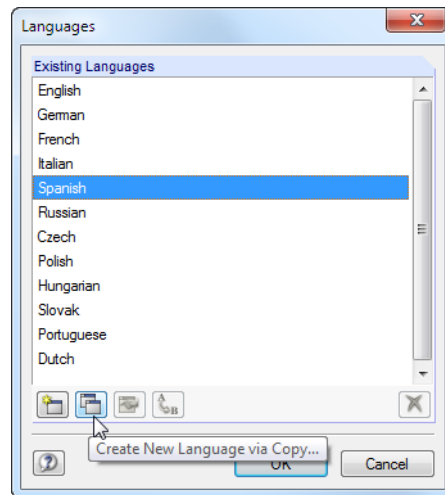 Languages
Existing Languages
English
German
French
Italian
Spanish
Russian
Czech
Polish
Hungarian
Slovak
Portuguese
Dutch
A
B
Create New Language via Copy...
OK
Cancel